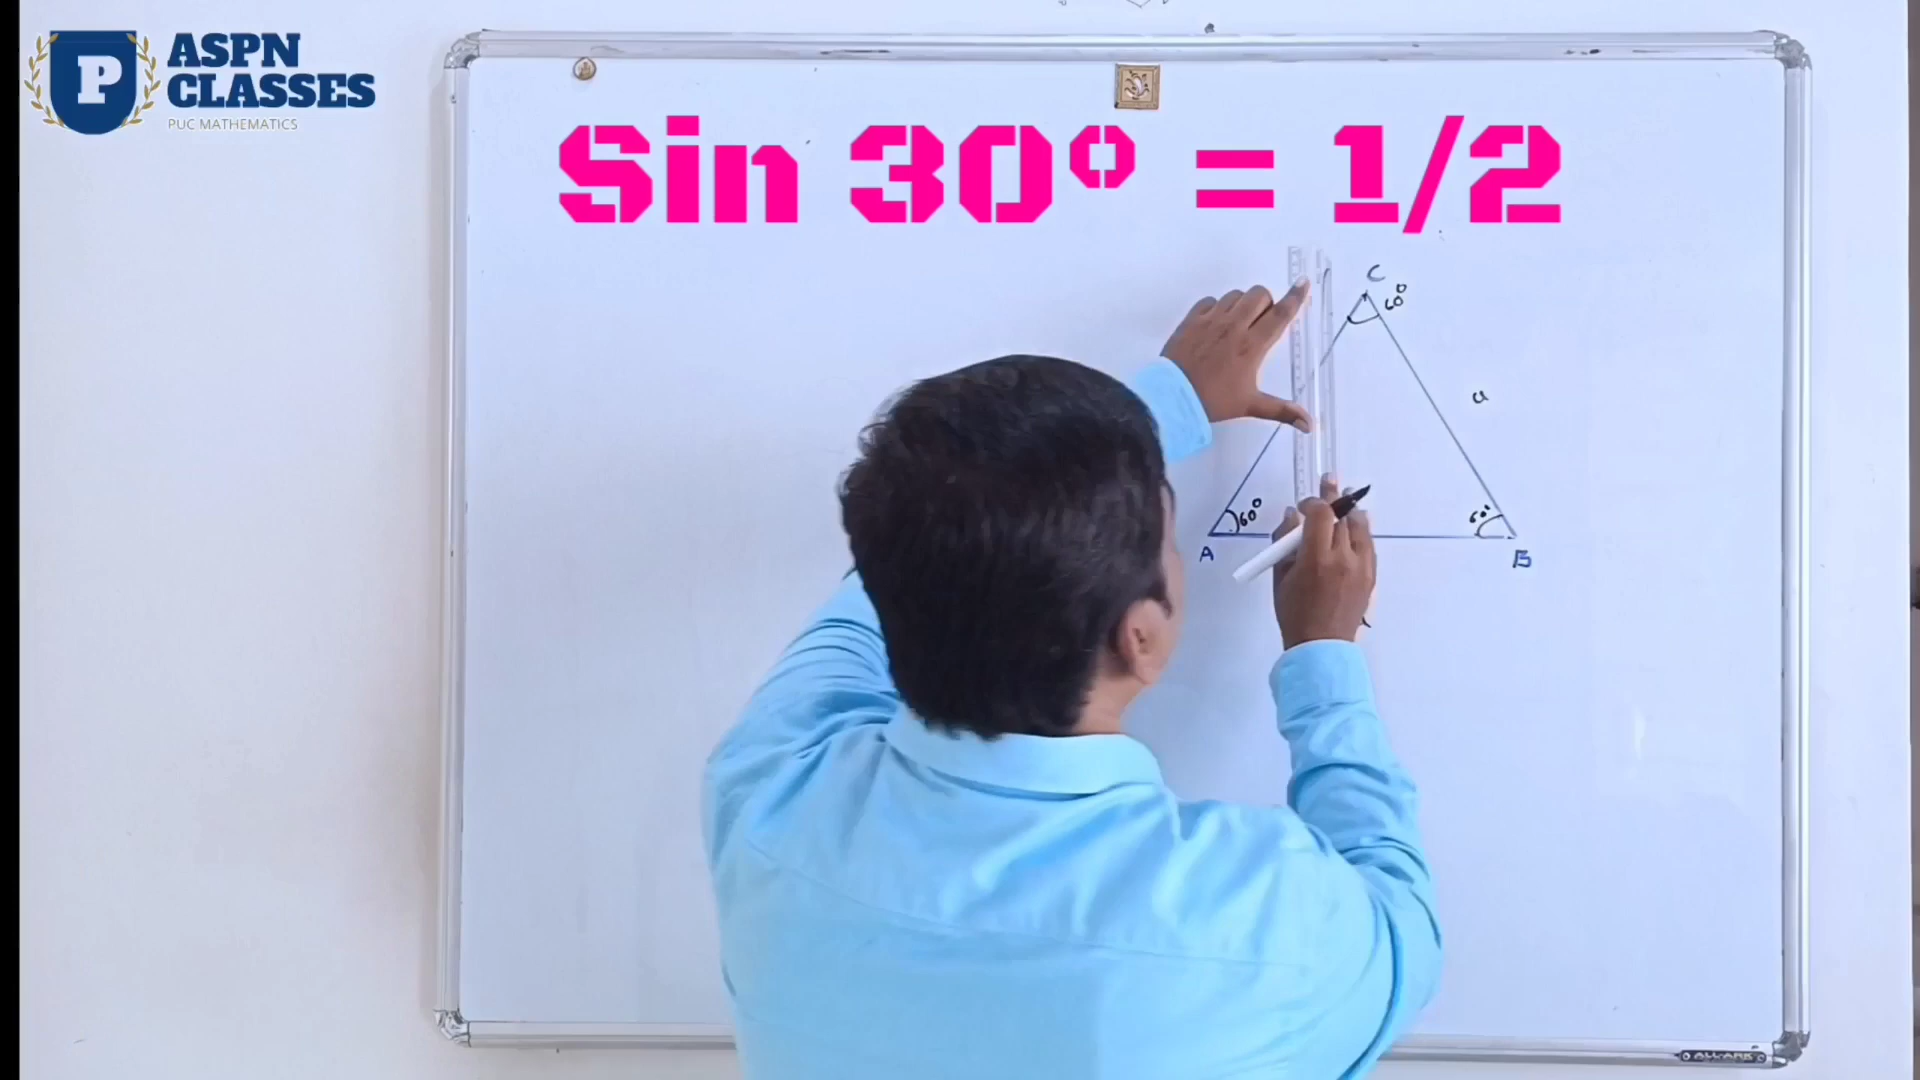 P
ASPN
CLASSES
PUC MATHEMATICS
Sin 30° = 1/2
C
60°
a
60°
60°
A
B